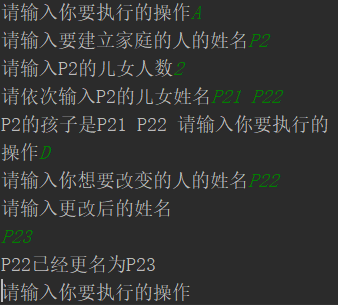 请输入你要执行的操作A
请输入要建立家庭的人的姓名P2
请输入P2的儿女人数2
请依次输入P2的儿女姓名P21 P22
P2的孩子是P21 P22 请输入你要执行的
操作D
请输入你想要改变的人的姓名P22
请输入更改后的姓名
P23
P22已经更名为P23
请输入你要执行的操作